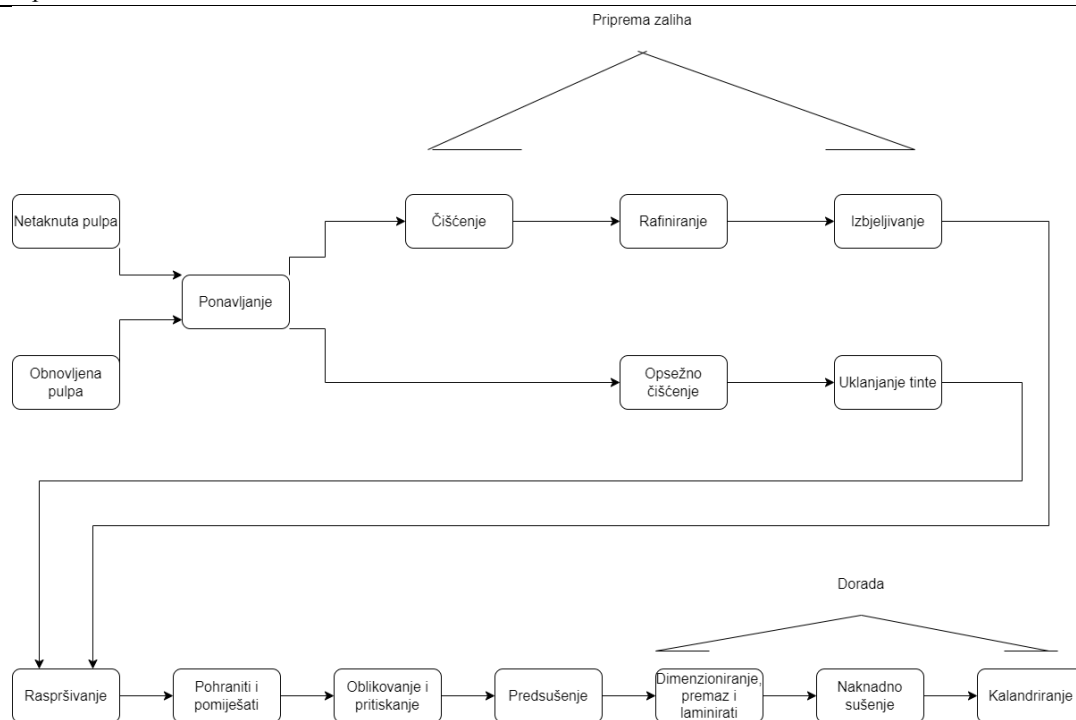 Priprema zaliha
Netaknuta pulpa
Čišćenje
Rafiniranje
Izbjeljivanje
Ponavljanje
Obnovljena
pulpa
Opsežno
čišćenje
Uklanjanje tinte
Dorada
Raspršivanje
Pohraniti i
pomiješati
Oblikovanje i
pritiskanje
Predsušenje
Dimenzioniranje,
premaz i
laminirati
Naknadno
sušenje
Kalandriranje